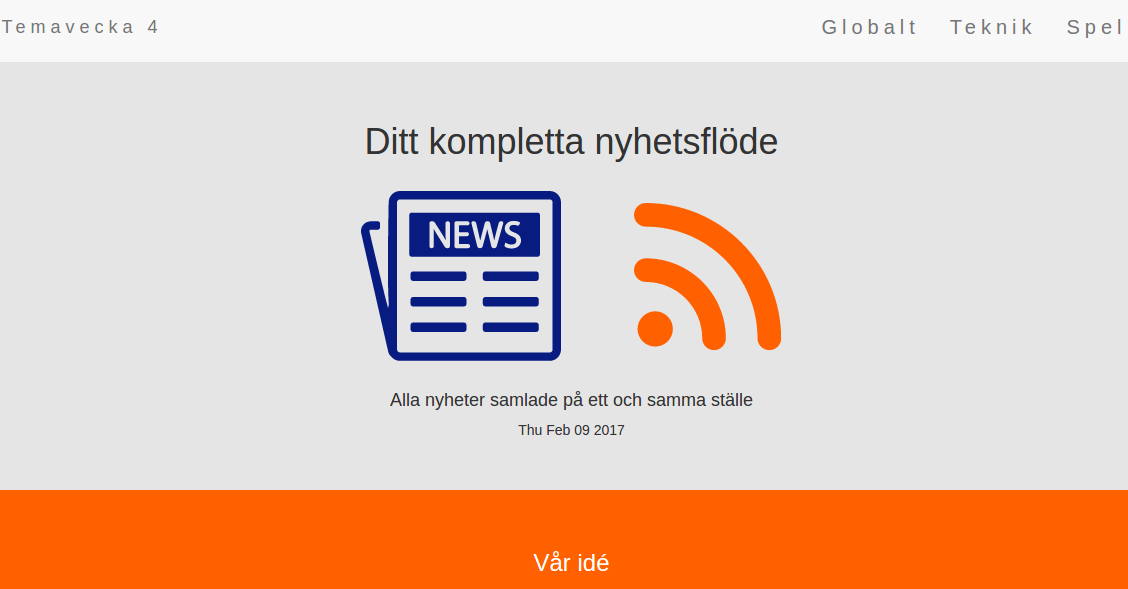 Temavecka 4 Globalt Teknik Spel
Ditt kompletta nyhetsflöde
NEWS
Alla nyheter samlade på ett och samma ställe
Thu Feb 09 2017
Vår idé